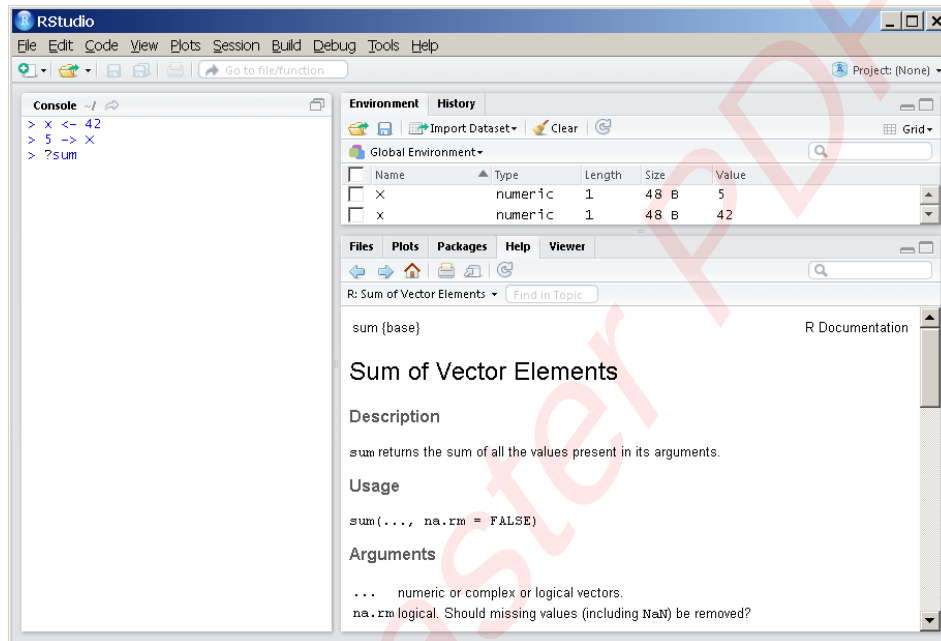 RStudio
File Edit Code View Plots Session Build Debug Tools Help
Go to file/function
Project: (None)
Console ~/
> x <- 42
> 5 -> X
> ?sum
Environment History
Import Dataset Clear
Grid
Global Environment
Name Type Length Size Value
X numeric 1 48 B 5
x numeric 1 48 B 42
Files Plots Packages Help Viewer
R: Sum of Vector Elements Find in Topic
sum {base} R Documentation
Sum of Vector Elements
Description
sum returns the sum of all the values present in its arguments.
Usage
sum(..., na.rm = FALSE)
Arguments
... numeric or complex or logical vectors.
na.rm logical. Should missing values (including NaN) be removed?
aster PDF